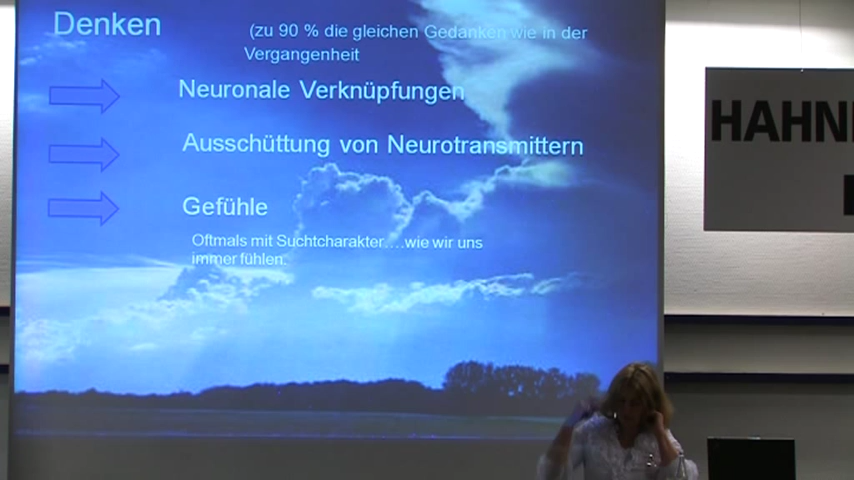 Denken
(zu 90 % die gleichen Gedanken wie in der
Vergangenheit
Neuronale Verknüpfungen
Ausschüttung von Neurotransmittern
Gefühle
Oftmals mit Suchtcharakter….wie wir uns
immer fühlen.